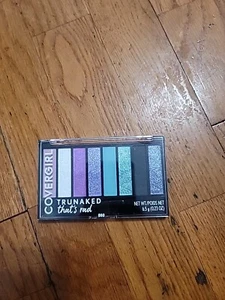 COVERGIRL
TRUNAKED
that's rad
NET WT./POIDS NET
6.5 g (0.23 OZ)